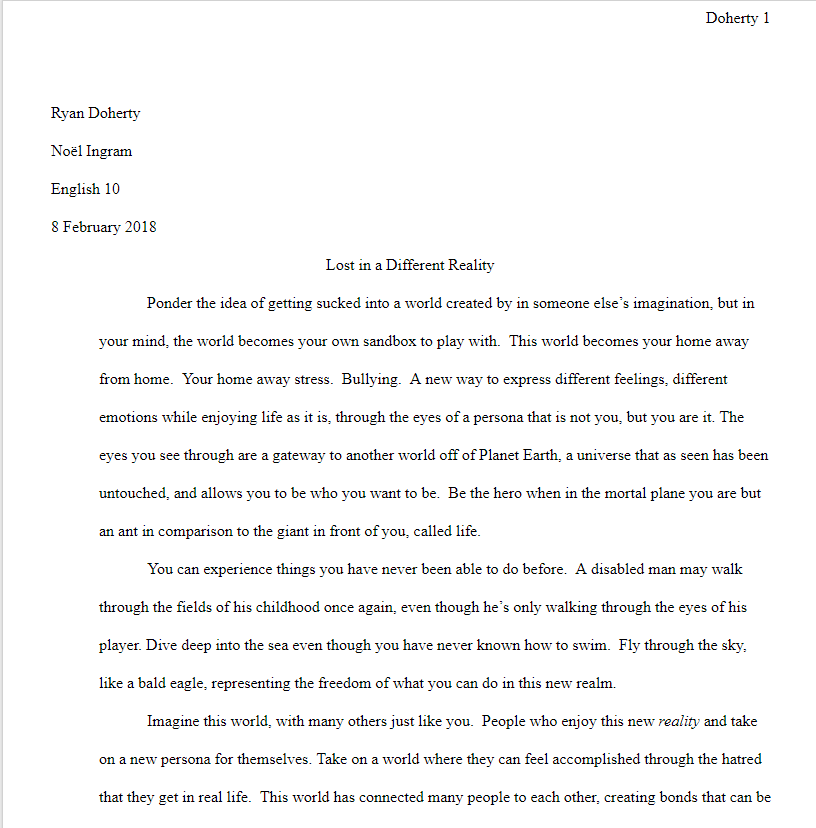 Doherty 1
Ryan Doherty
Noël Ingram
English 10
8 February 2018
Lost in a Different Reality
Ponder the idea of getting sucked into a world created by in someone else’s imagination, but in
your mind, the world becomes your own sandbox to play with.  This world becomes your home away
from home.  Your home away stress.  Bullying.  A new way to express different feelings, different
emotions while enjoying life as it is, through the eyes of a persona that is not you, but you are it. The
eyes you see through are a gateway to another world off of Planet Earth, a universe that as seen has been
untouched, and allows you to be who you want to be.  Be the hero when in the mortal plane you are but
an ant in comparison to the giant in front of you, called life.
You can experience things you have never been able to do before.  A disabled man may walk
through the fields of his childhood once again, even though he’s only walking through the eyes of his
player. Dive deep into the sea even though you have never known how to swim.  Fly through the sky,
like a bald eagle, representing the freedom of what you can do in this new realm.
Imagine this world, with many others just like you.  People who enjoy this new reality and take
on a new persona for themselves. Take on a world where they can feel accomplished through the hatred
that they get in real life.  This world has connected many people to each other, creating bonds that can be